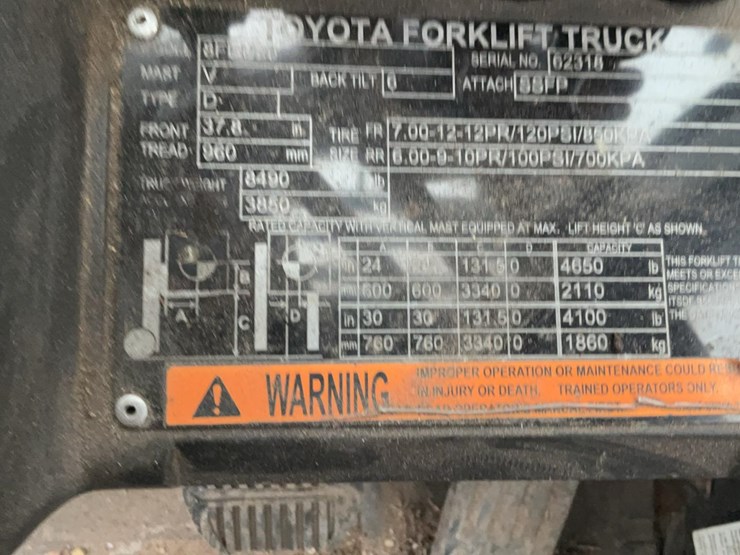 TOYOTA FORKLIFT TRUCK
SERIAL NO. 62318
MAST V BACK TILT 6 ATTACH SSFP
TYPE D
FRONT 37.8 in TIRE FR 7.00-12-12PR/120PSI/850KPA
TREAD 960 mm SIZE RR 6.00-9-10PR/100PSI/700KPA
8490 lb
3850 kg
RATED CAPACITY WITH VERTICAL MAST EQUIPPED AT MAX. LIFT HEIGHT 'C' AS SHOWN.
A C D CAPACITY
in 24 131.5 0 4650 lb
mm 600 600 3340 0 2110 kg
in 30 30 131.5 0 4100 lb
mm 760 760 3340 0 1860 kg
A B C D
THIS FORKLIFT
MEETS OR
WARNING
IMPROPER OPERATION OR MAINTENANCE COULD
IN INJURY OR DEATH. TRAINED OPERATORS ONLY.